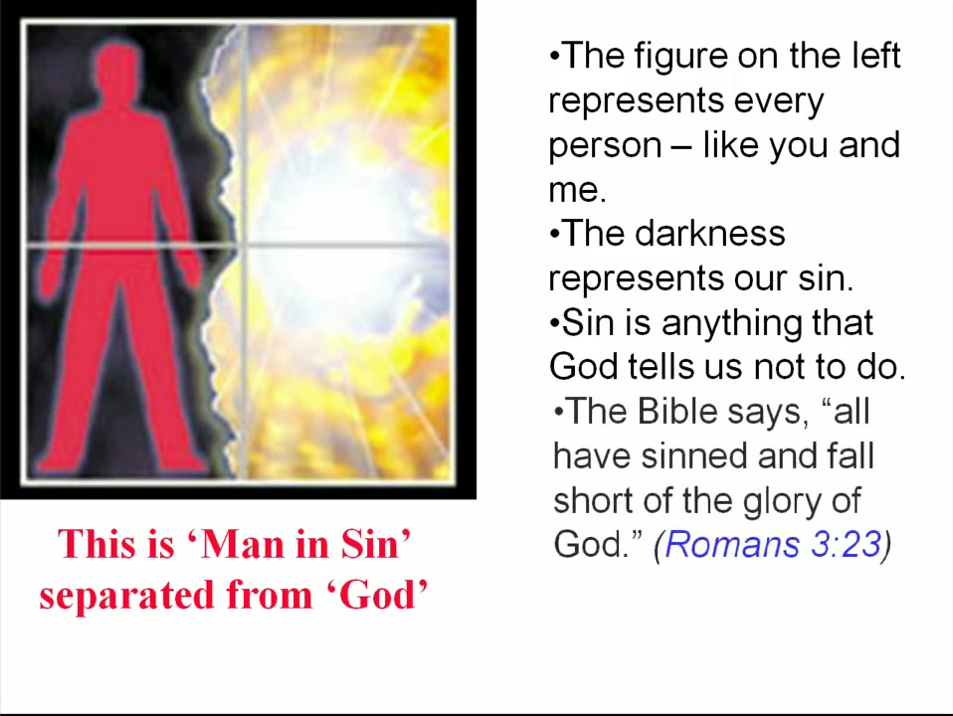 •The figure on the left
represents every
person – like you and
me.
•The darkness
represents our sin.
•Sin is anything that
God tells us not to do.
•The Bible says, “all
have sinned and fall
short of the glory of
God.” (Romans 3:23)
This is ‘Man in Sin’
separated from ‘God’